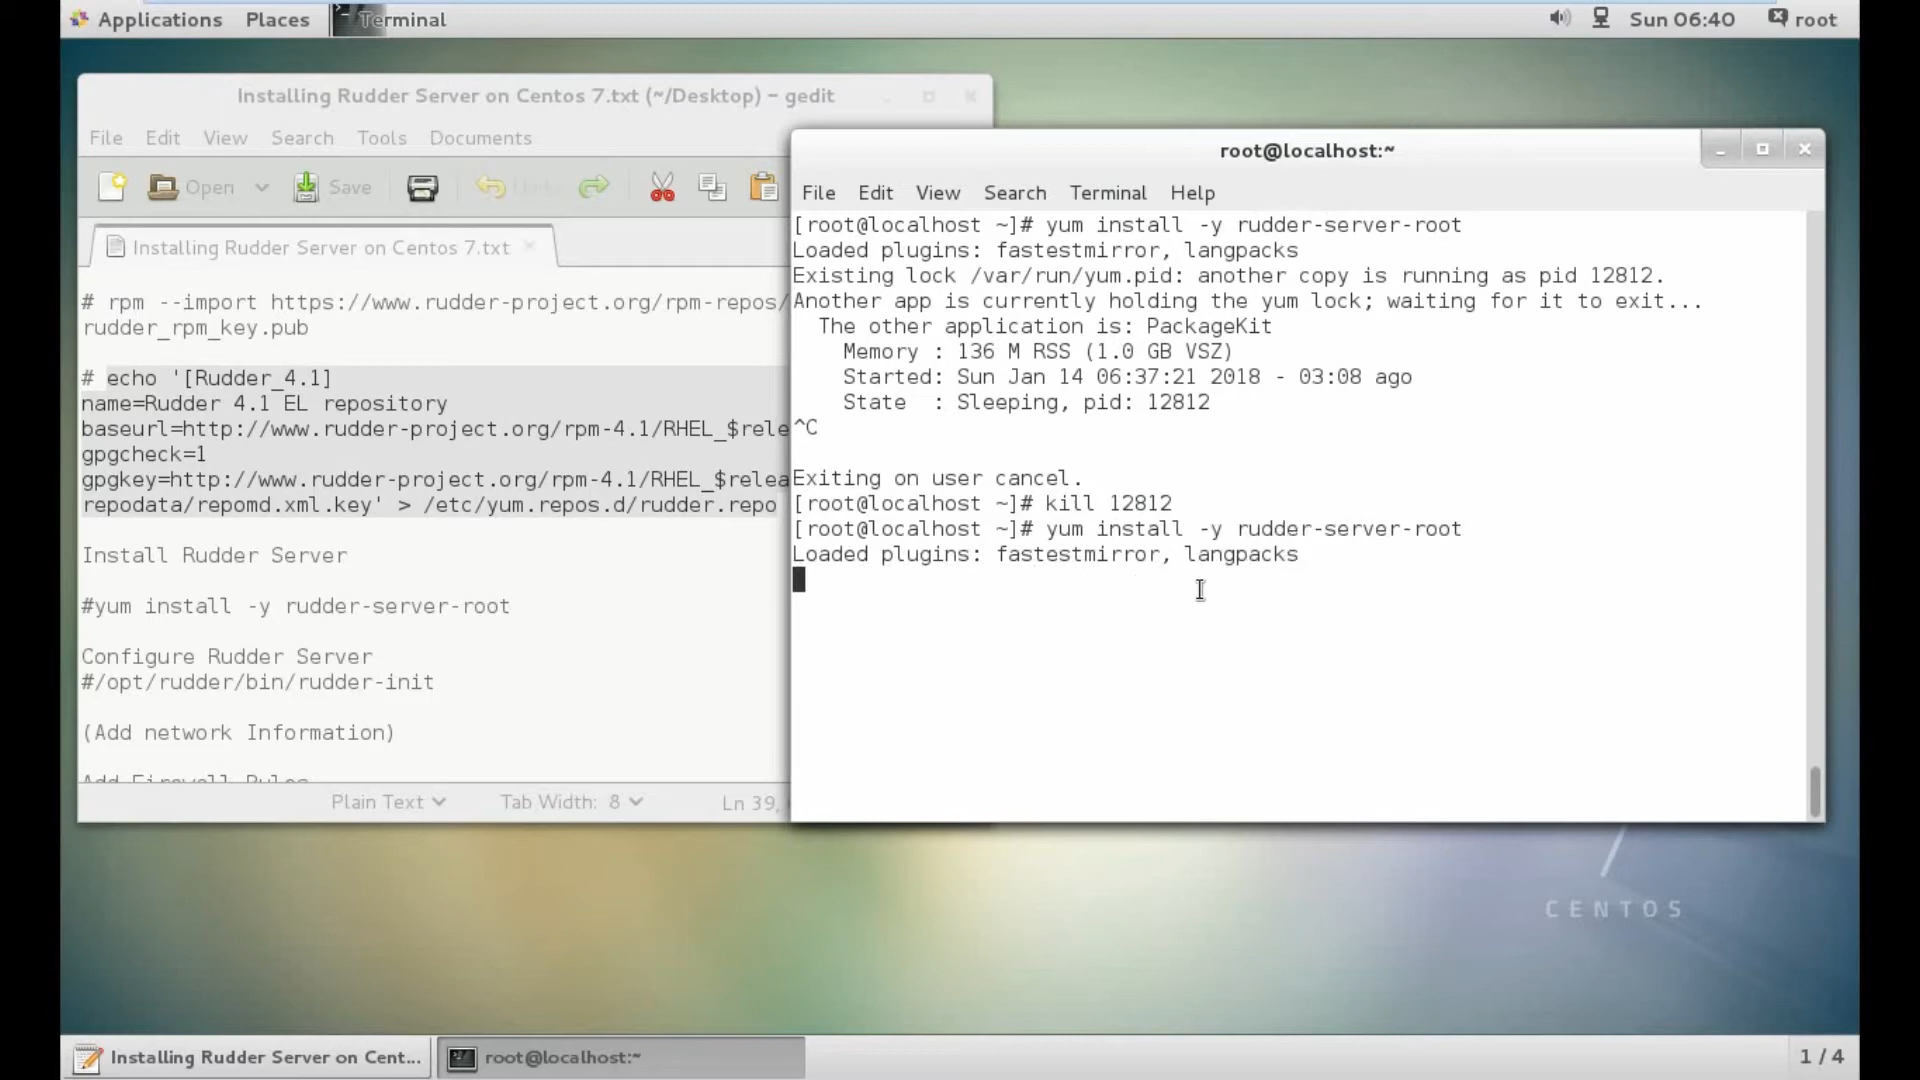 Applications Places Terminal Sun 06:40 root
Installing Rudder Server on Centos 7.txt (~/Desktop) – gedit
File Edit View Search Tools Documents
Open Save
Installing Rudder Server on Centos 7.txt
# rpm --import https://www.rudder-project.org/rpm-repos/
rudder_rpm_key.pub
# echo '[Rudder_4.1]
name=Rudder 4.1 EL repository
baseurl=http://www.rudder-project.org/rpm-4.1/RHEL_$rele
gpgcheck=1
gpgkey=http://www.rudder-project.org/rpm-4.1/RHEL_$relea
repodata/repomd.xml.key' > /etc/yum.repos.d/rudder.repo
Install Rudder Server
#yum install -y rudder-server-root
Configure Rudder Server
#/opt/rudder/bin/rudder-init
(Add network Information)
Add Firewall Rules
Plain Text Tab Width: 8 Ln 39,
root@localhost:~
File Edit View Search Terminal Help
[root@localhost ~]# yum install -y rudder-server-root
Loaded plugins: fastestmirror, langpacks
Existing lock /var/run/yum.pid: another copy is running as pid 12812.
Another app is currently holding the yum lock; waiting for it to exit...
The other application is: PackageKit
Memory : 136 M RSS (1.0 GB VSZ)
Started: Sun Jan 14 06:37:21 2018 - 03:08 ago
State : Sleeping, pid: 12812
^C
Exiting on user cancel.
[root@localhost ~]# kill 12812
[root@localhost ~]# yum install -y rudder-server-root
Loaded plugins: fastestmirror, langpacks
CENTOS
Installing Rudder Server on Cent... root@localhost:~ 1 / 4